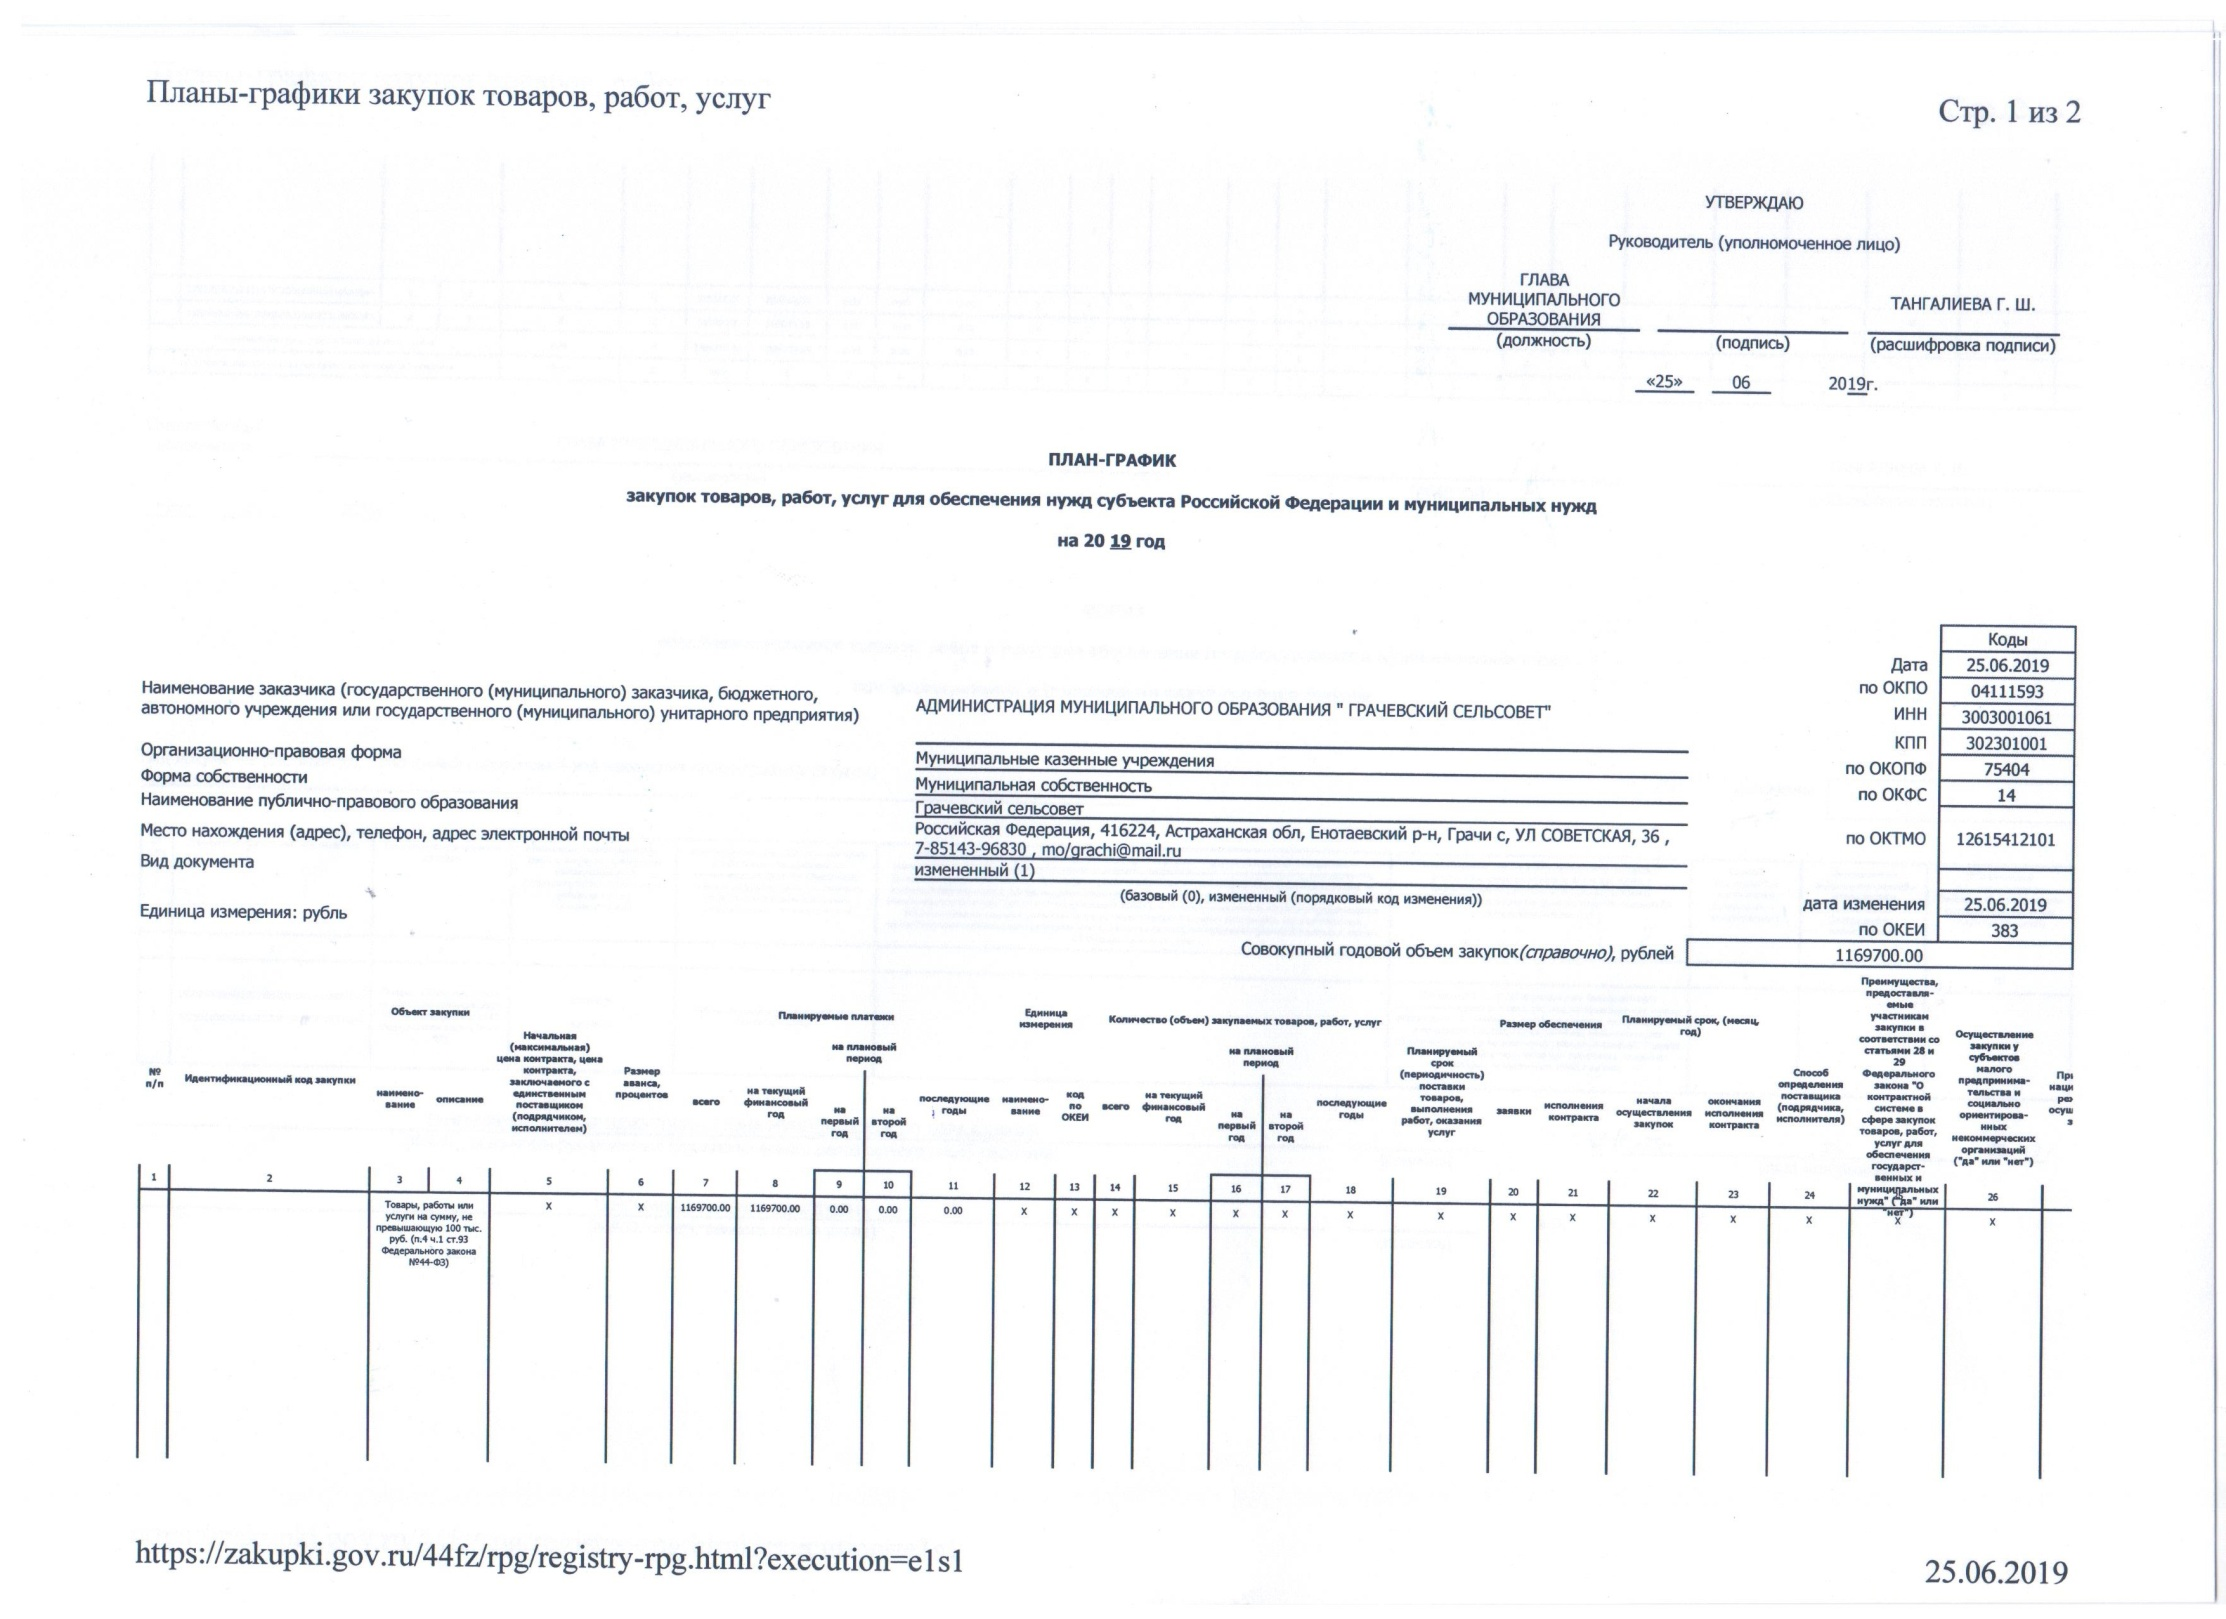 Планы-графики закупок товаров, работ, услуг
Стр. 1 из 2
УТВЕРЖДАЮ
Руководитель (уполномоченное лицо)
ГЛАВА
МУНИЦИПАЛЬНОГО
ОБРАЗОВАНИЯ
ТАНГАЛИЕВА Г. Ш.
(должность)
(подпись)
(расшифровка подписи)
«25» 06 2019г.
ПЛАН-ГРАФИК
закупок товаров, работ, услуг для обеспечения нужд субъекта Российской Федерации и муниципальных нужд
на 20 19 год
Коды
Дата 25.06.2019
Наименование заказчика (государственного (муниципального) заказчика, бюджетного,
автономного учреждения или государственного (муниципального) унитарного предприятия)
АДМИНИСТРАЦИЯ МУНИЦИПАЛЬНОГО ОБРАЗОВАНИЯ " ГРАЧЕВСКИЙ СЕЛЬСОВЕТ"
по ОКПО 04111593
ИНН 3003001061
КПП 302301001
Организационно-правовая форма
Муниципальные казенные учреждения
по ОКОПФ 75404
Форма собственности
Муниципальная собственность
по ОКФС 14
Наименование публично-правового образования
Грачевский сельсовет
Место нахождения (адрес), телефон, адрес электронной почты
Российская Федерация, 416224, Астраханская обл, Енотаевский р-н, Грачи с, УЛ СОВЕТСКАЯ, 36 ,
7-85143-96830 , mo/grachi@mail.ru
по ОКТМО 12615412101
Вид документа
измененный (1)
(базовый (0), измененный (порядковый код изменения))
дата изменения 25.06.2019
Единица измерения: рубль
по ОКЕИ 383
Совокупный годовой объем закупок(справочно), рублей 1169700.00
№
п/п
Идентификационный код закупки
Объект закупки
наимено-
вание
описание
Начальная
(максимальная)
цена контракта, цена
контракта,
заключаемого с
единственным
поставщиком
(подрядчиком,
исполнителем)
Размер
аванса,
процентов
Планируемые платежи
всего
на текущий
финансовый
год
на плановый
период
на
первый
год
на
второй
год
последующие
годы
Единица
измерения
наимено-
вание
код
по
ОКЕИ
Количество (объем) закупаемых товаров, работ, услуг
всего
на текущий
финансовый
год
на плановый
период
на
первый
год
на
второй
год
последующие
годы
Планируемый
срок
(периодичность)
поставки
товаров,
выполнения
работ, оказания
услуг
Размер обеспечения
заявки
исполнения
контракта
Планируемый срок, (месяц,
год)
начала
осуществления
закупок
окончания
исполнения
контракта
Способ
определения
поставщика
(подрядчика,
исполнителя)
Преимущества,
предоставля-
емые
участникам
закупки в
соответствии со
статьями 28 и
29
Федерального
закона "О
контрактной
системе в
сфере закупок
товаров, работ,
услуг для
обеспечения
государст-
венных и
муниципальных
нужд" ("да" или
"нет")
Осуществление
закупки у
субъектов
малого
предпринима-
тельства и
социально
ориентирова-
нных
некоммерческих
организаций
("да" или "нет")
1 2 3 4 5 6 7 8 9 10 11 12 13 14 15 16 17 18 19 20 21 22 23 24 26
Товары, работы или
услуги на сумму, не
превышающую 100 тыс.
руб. (п.4 ч.1 ст.93
Федерального закона
№44-ФЗ)
X X 1169700.00 1169700.00 0.00 0.00 0.00 X X X X X X X X X X X X X X X
https://zakupki.gov.ru/44fz/rpg/registry-rpg.html?execution=e1s1
25.06.2019